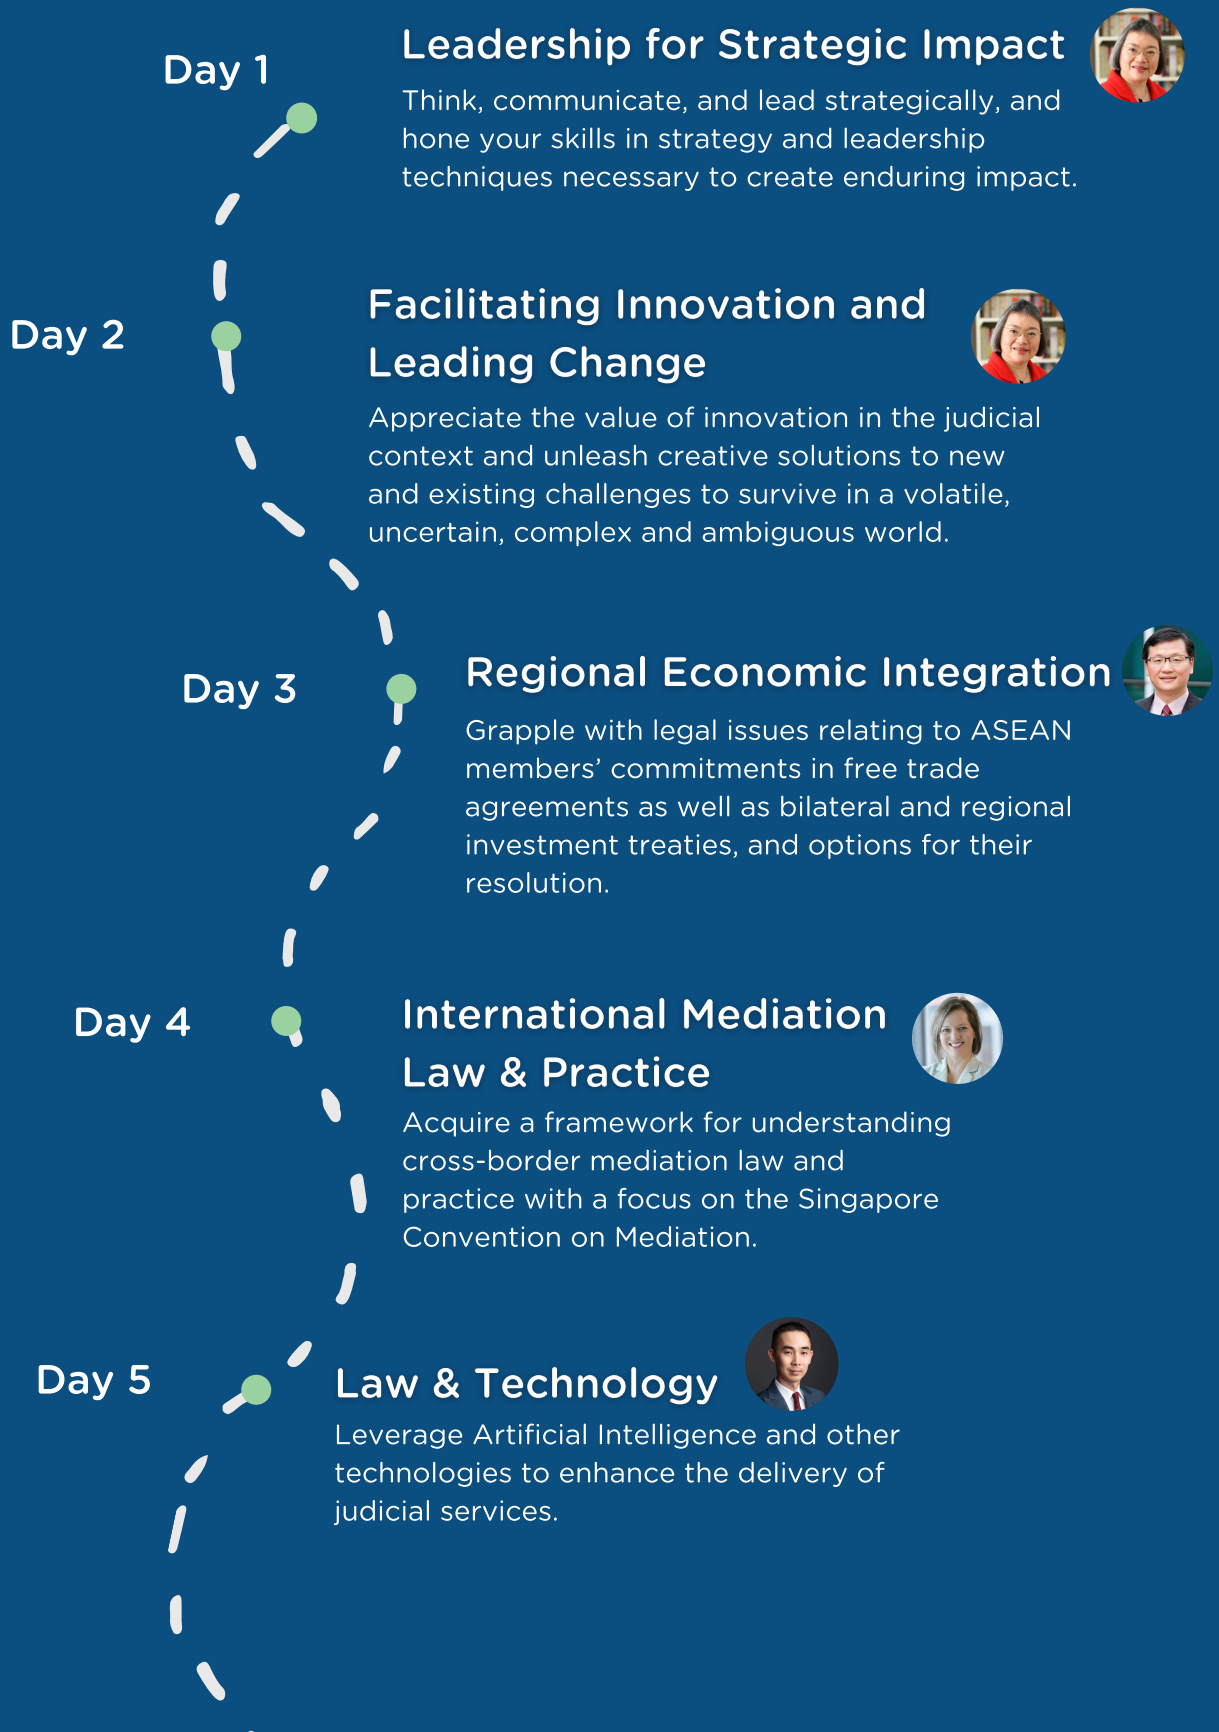 Day 1
Leadership for Strategic Impact
Think, communicate, and lead strategically, and
hone your skills in strategy and leadership
techniques necessary to create enduring impact.
Day 2
Facilitating Innovation and
Leading Change
Appreciate the value of innovation in the judicial
context and unleash creative solutions to new
and existing challenges to survive in a volatile,
uncertain, complex and ambiguous world.
Day 3
Regional Economic Integration
Grapple with legal issues relating to ASEAN
members’ commitments in free trade
agreements as well as bilateral and regional
investment treaties, and options for their
resolution.
Day 4
International Mediation
Law & Practice
Acquire a framework for understanding
cross-border mediation law and
practice with a focus on the Singapore
Convention on Mediation.
Day 5
Law & Technology
Leverage Artificial Intelligence and other
technologies to enhance the delivery of
judicial services.